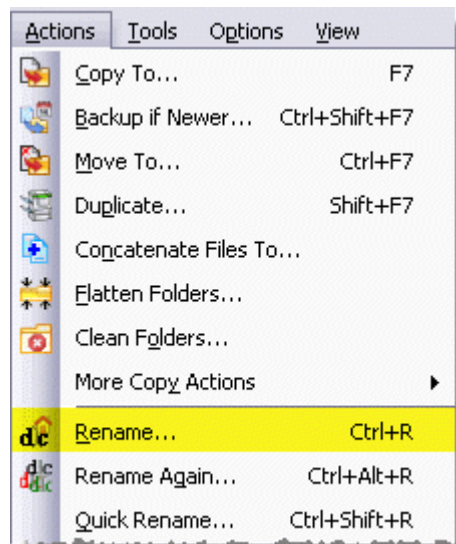 Actions Tools Options View
Copy To... F7
Backup if Newer... Ctrl+Shift+F7
Move To... Ctrl+F7
Duplicate... Shift+F7
Concatenate Files To...
Flatten Folders...
Clean Folders...
More Copy Actions
Rename... Ctrl+R
Rename Again... Ctrl+Alt+R
Quick Rename... Ctrl+Shift+R